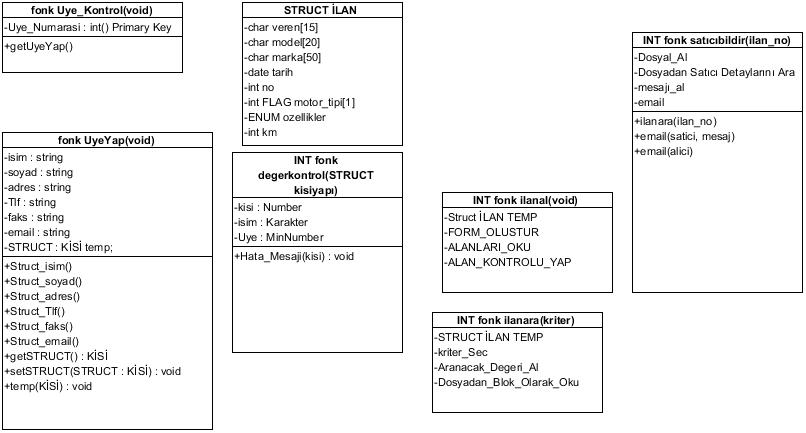 fonk Uye_Kontrol(void)
-Uye_Numarasi : int() Primary Key
+getUyeYap()
STRUCT İLAN
-char veren[15]
-char model[20]
-char marka[50]
-date tarih
-int no
-int FLAG motor_tipi[1]
-ENUM ozellikler
-int km
INT fonk satıcıbildir(ilan_no)
-Dosyal_Al
-Dosyadan Satıcı Detaylarını Ara
-mesajı_al
-email
+ilanara(ilan_no)
+email(satici, mesaj)
+email(alici)
fonk UyeYap(void)
-isim : string
-soyad : string
-adres : string
-Tlf : string
-faks : string
-email : string
-STRUCT : KİSİ temp;
+Struct_isim()
+Struct_soyad()
+Struct_adres()
+Struct_Tlf()
+Struct_faks()
+Struct_email()
+getSTRUCT() : KİSİ
+setSTRUCT(STRUCT : KİSİ) : void
+temp(KİSİ) : void
INT fonk
degerkontrol(STRUCT
kisiyapı)
-kisi : Number
-isim : Karakter
-Uye : MinNumber
+Hata_Mesaji(kisi) : void
INT fonk ilanal(void)
-Struct İLAN TEMP
-FORM_OLUSTUR
-ALANLARI_OKU
-ALAN_KONTROLU_YAP
INT fonk ilanara(kriter)
-STRUCT İLAN TEMP
-kriter_Sec
-Aranacak_Degeri_Al
-Dosyadan_Blok_Olarak_Oku